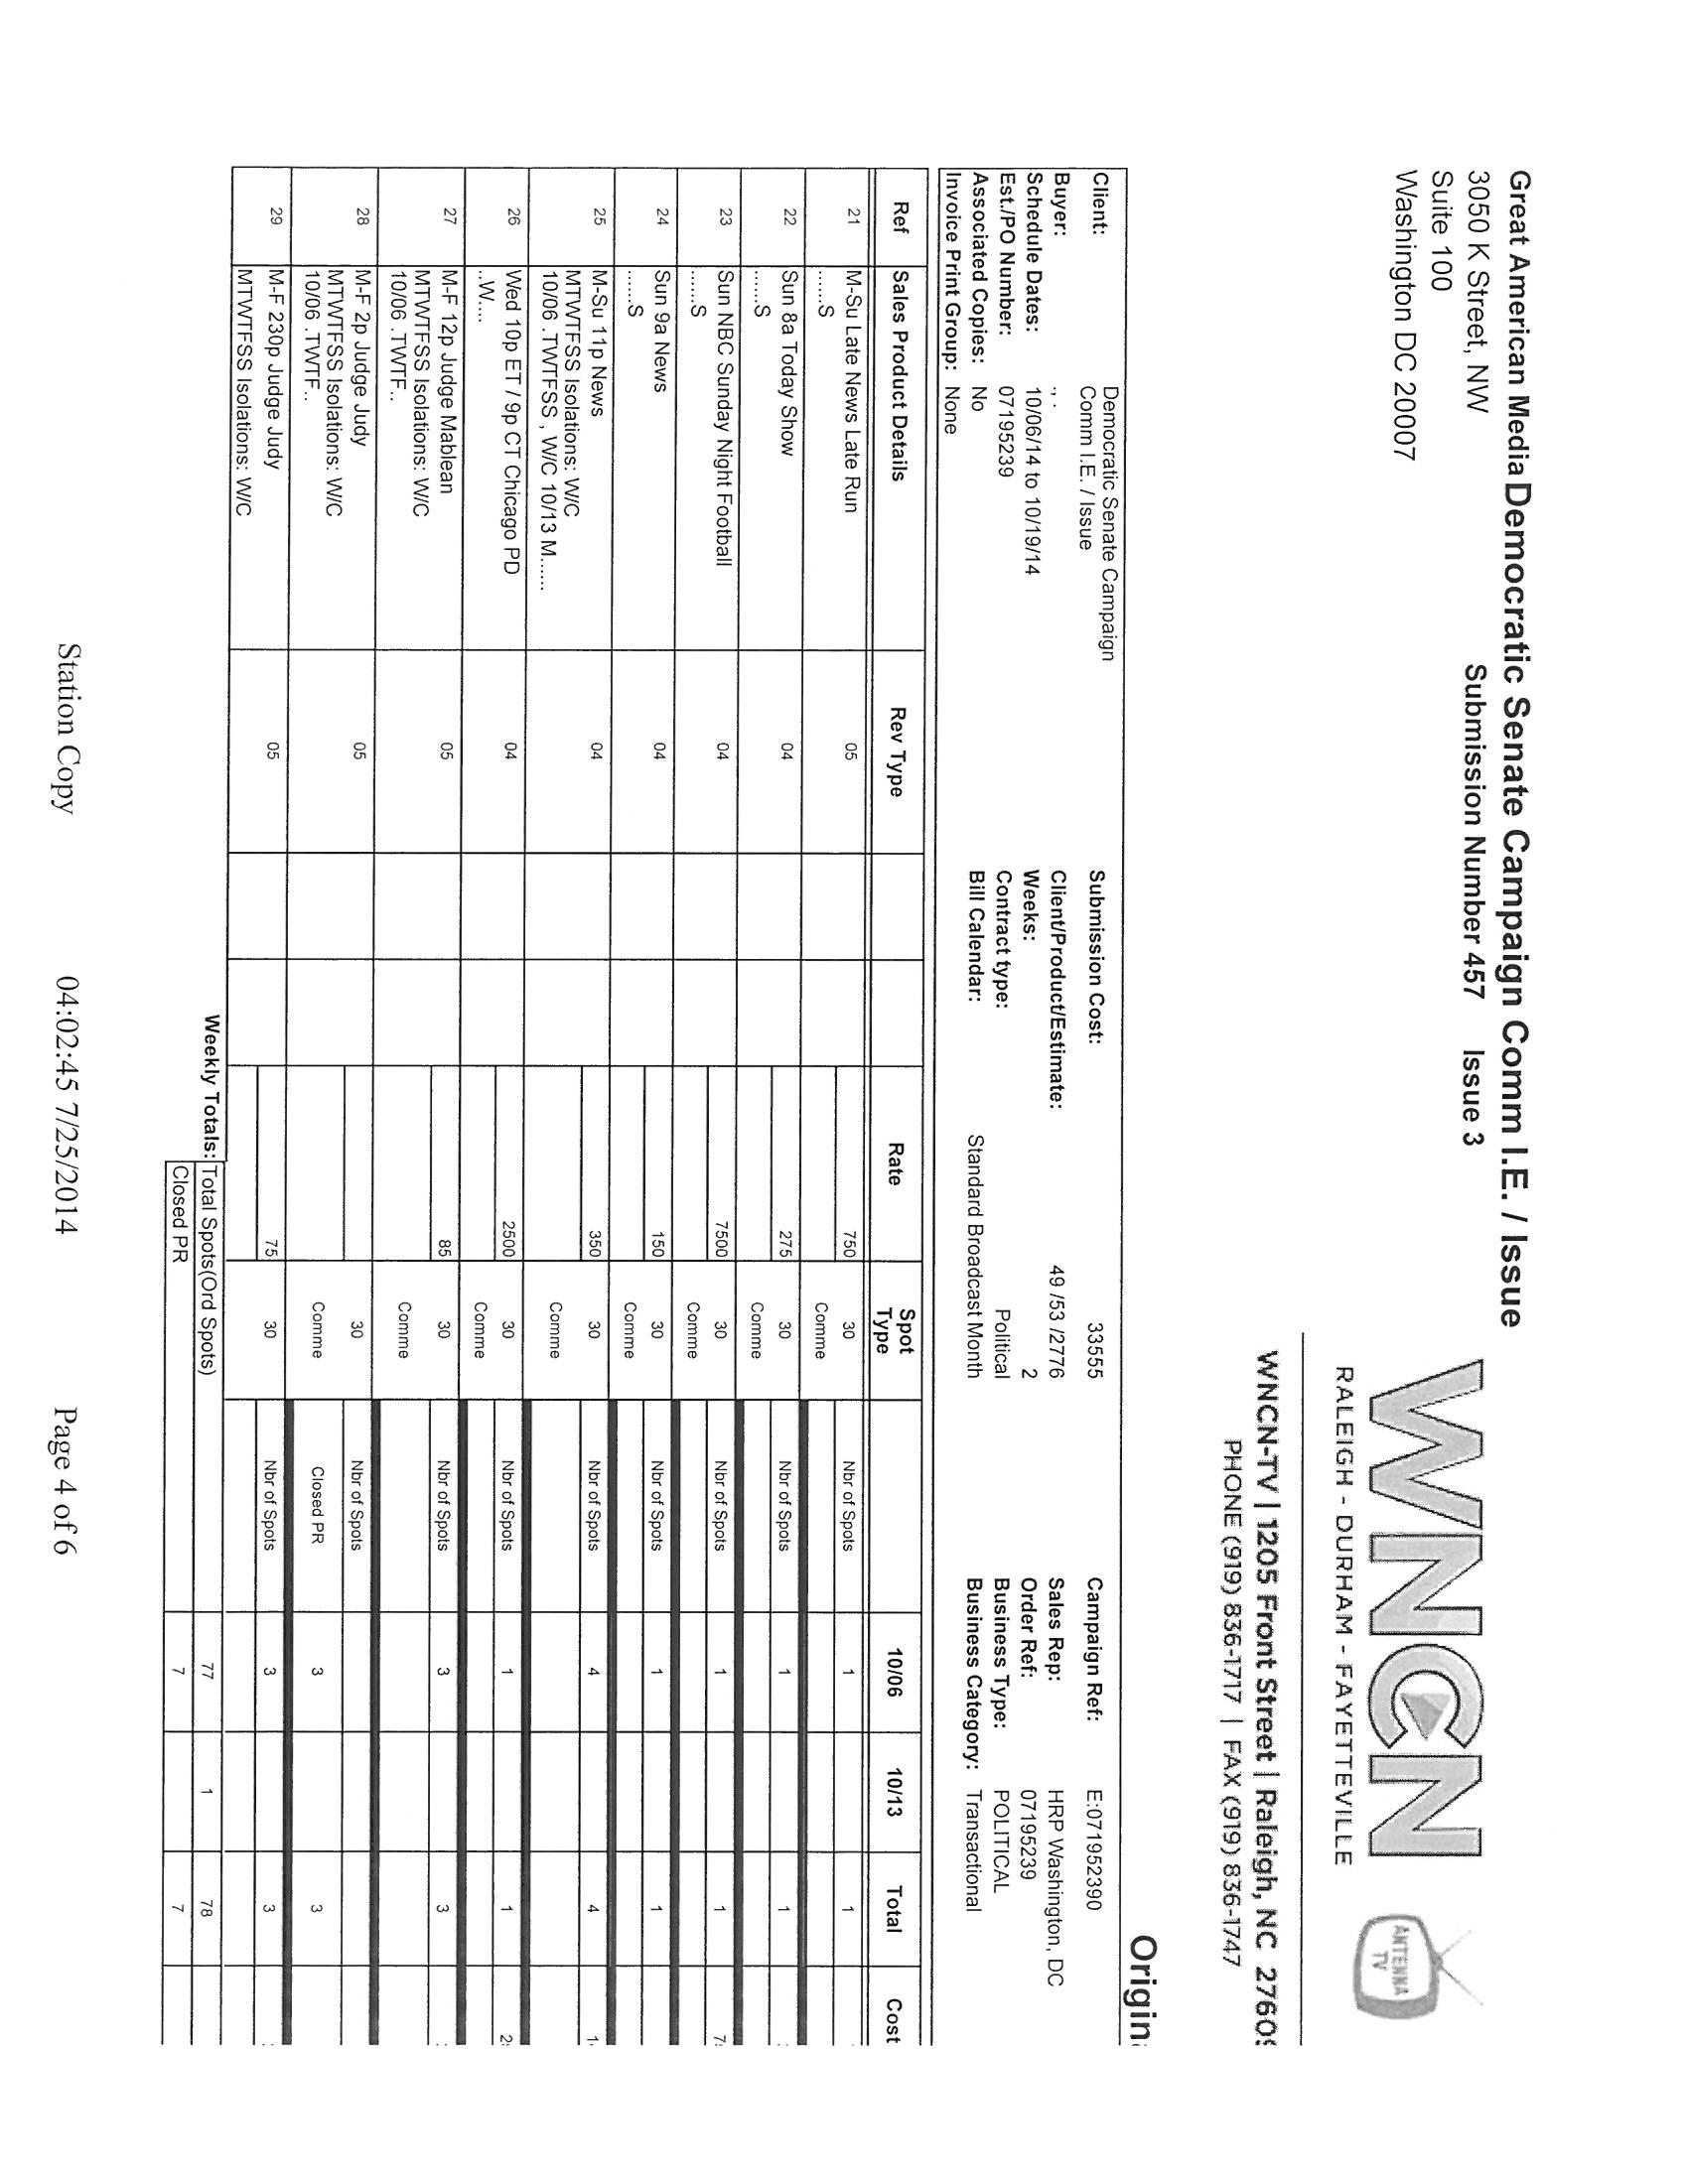 Great American Media Democratic Senate Campaign Comm I.E. / Issue
3050 K Street, NW
Suite 100
Washington DC 20007
Submission Number 457 Issue 3
WNCN
RALEIGH - DURHAM - FAYETTEVILLE
ANTENNA
TV
WNCN-TV | 1205 Front Street | Raleigh, NC 2760
PHONE (919) 836-1717 | FAX (919) 836-1747
Origin
Client: Democratic Senate Campaign
Comm I.E. / Issue
Buyer: ., .
Schedule Dates: 10/06/14 to 10/19/14
Est./PO Number: 07195239
Associated Copies: No
Invoice Print Group: None
Submission Cost: 33555
Client/Product/Estimate: 49 /53 /2776
Weeks: 2
Contract type: Political
Bill Calendar: Standard Broadcast Month
Campaign Ref: E:071952390
Sales Rep: HRP Washington, DC
Order Ref: 07195239
Business Type: POLITICAL
Business Category: Transactional
Ref Sales Product Details Rev Type Rate Spot Type 10/06 10/13 Total Cost
21 M-Su Late News Late Run 05 750 30 Nbr of Spots 1 1
......S Comme
22 Sun 8a Today Show 04 275 30 Nbr of Spots 1 1
......S Comme
23 Sun NBC Sunday Night Football 04 7500 30 Nbr of Spots 1 1 7
......S Comme
24 Sun 9a News 04 150 30 Nbr of Spots 1 1
......S Comme
25 M-Su 11p News 04 350 30 Nbr of Spots 4 4 1
MTWTFSS Isolations: W/C
10/06 .TWTFSS , W/C 10/13 M...... Comme
26 Wed 10p ET / 9p CT Chicago PD 04 2500 30 Nbr of Spots 1 1 2
..W.... Comme
27 M-F 12p Judge Mablean 05 85 30 Nbr of Spots 3 3
MTWTFSS Isolations: W/C
10/06 .TWTF.. Comme
28 M-F 2p Judge Judy 05 30 Nbr of Spots
MTWTFSS Isolations: W/C
10/06 .TWTF.. Comme Closed PR 3 3
29 M-F 230p Judge Judy 05 75 30 Nbr of Spots 3 3
MTWTFSS Isolations: W/C
Weekly Totals: Total Spots(Ord Spots) 77 1 78
Closed PR 7 7
Station Copy 04:02:45 7/25/2014 Page 4 of 6